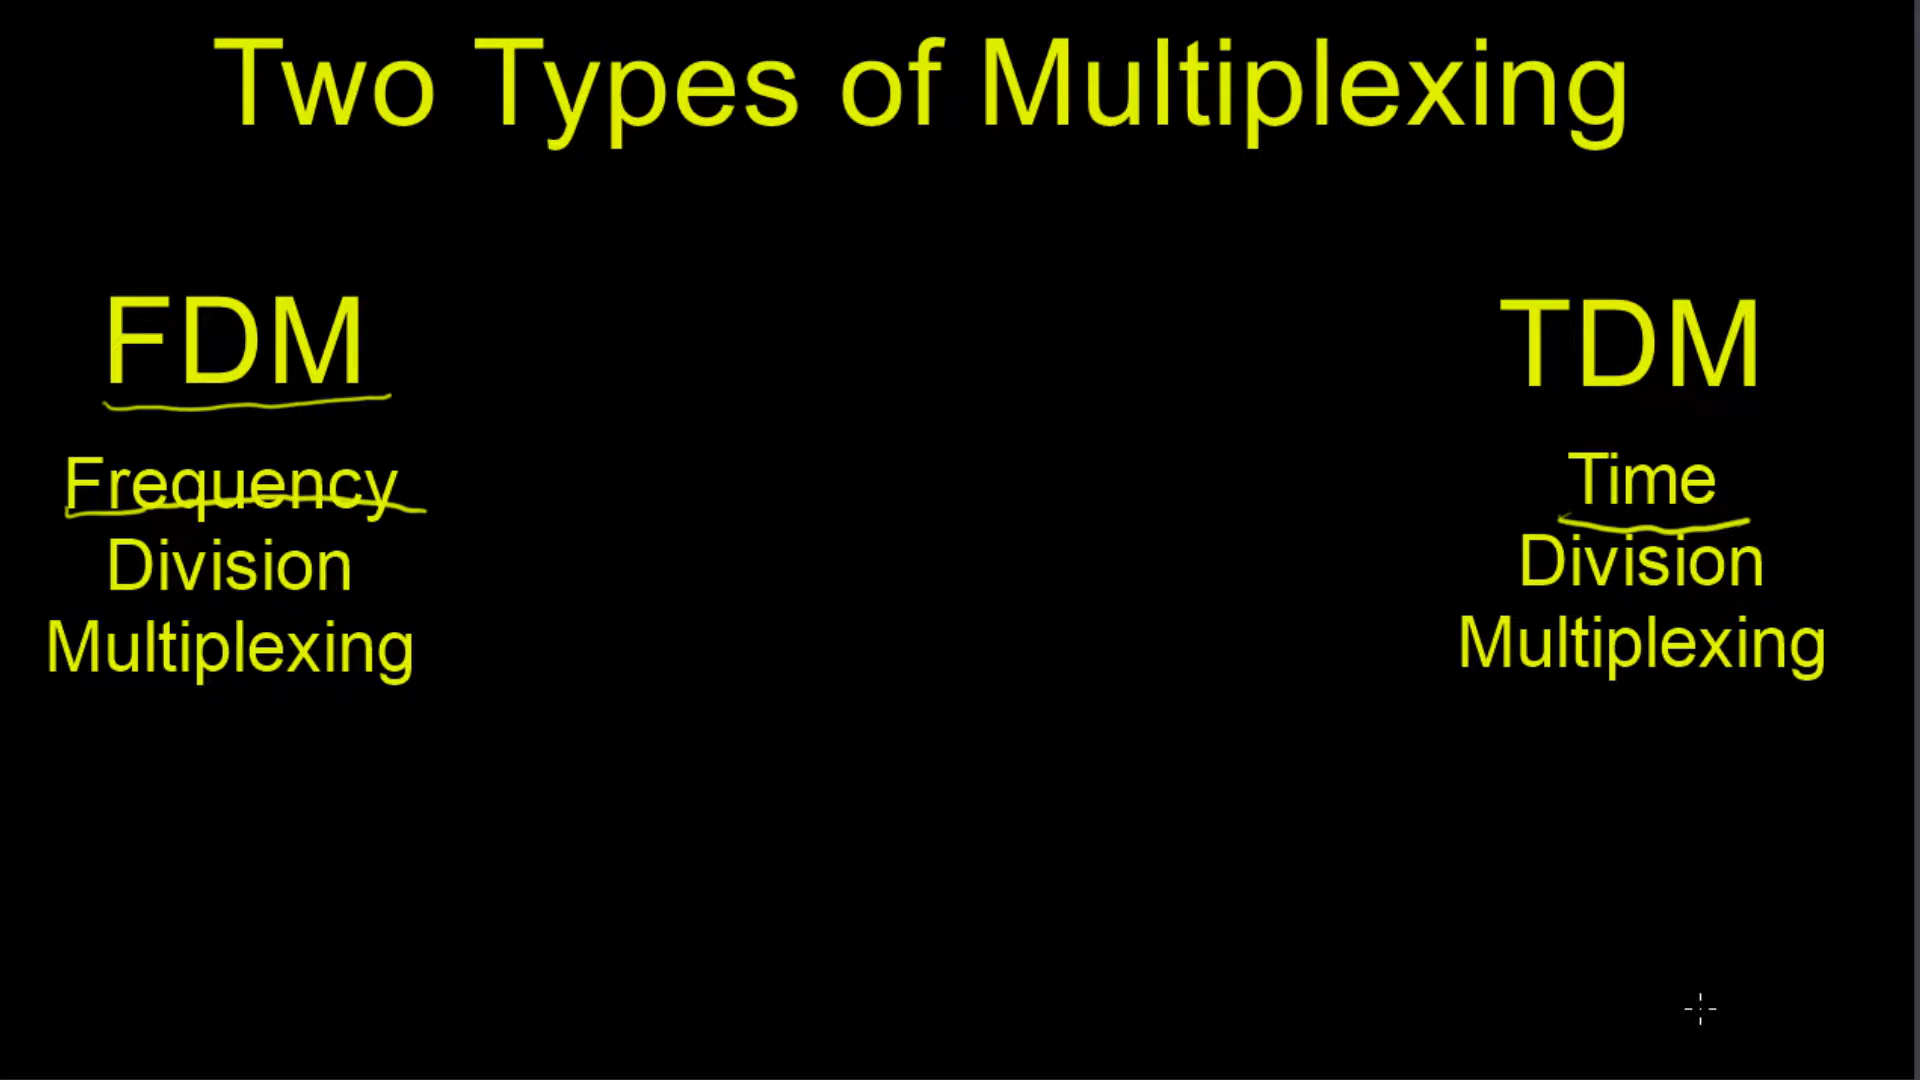 Two Types of Multiplexing
FDM
Frequency
Division
Multiplexing
TDM
Time
Division
Multiplexing